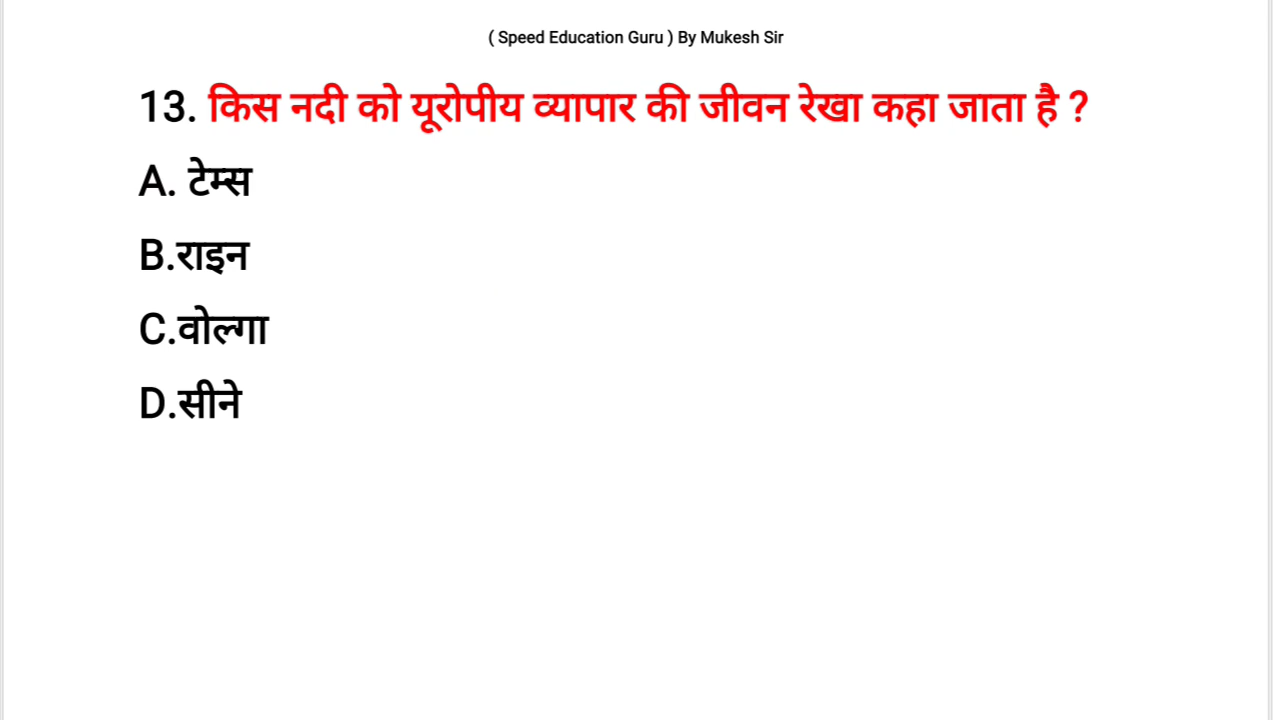 ( Speed Education Guru ) By Mukesh Sir
13. किस नदी को यूरोपीय व्यापार की जीवन रेखा कहा जाता है ?
A. टेम्स
B.राइन
C.वोल्गा
D.सीने